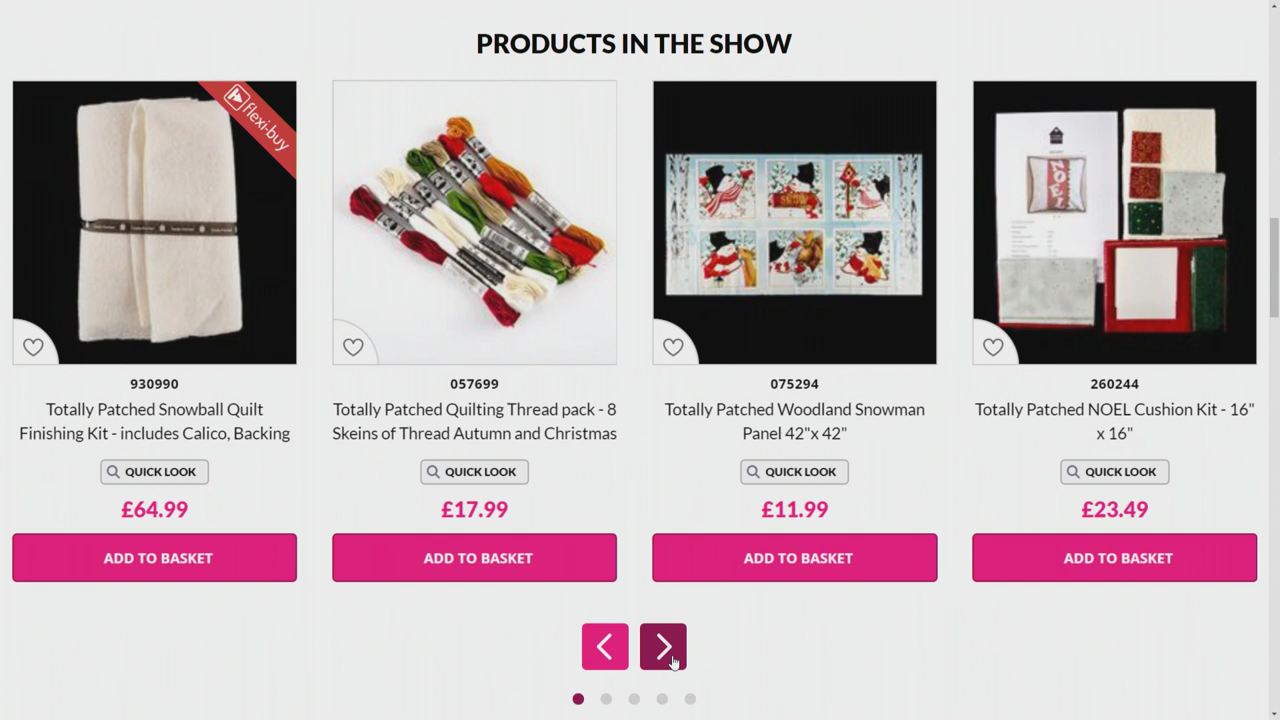 PRODUCTS IN THE SHOW
flexi-buy
NOEL
930990
Totally Patched Snowball Quilt
Finishing Kit - includes Calico, Backing
QUICK LOOK
£64.99
ADD TO BASKET
057699
Totally Patched Quilting Thread pack - 8
Skeins of Thread Autumn and Christmas
QUICK LOOK
£17.99
ADD TO BASKET
075294
Totally Patched Woodland Snowman
Panel 42"x 42"
QUICK LOOK
£11.99
ADD TO BASKET
260244
Totally Patched NOEL Cushion Kit - 16"
x 16"
QUICK LOOK
£23.49
ADD TO BASKET